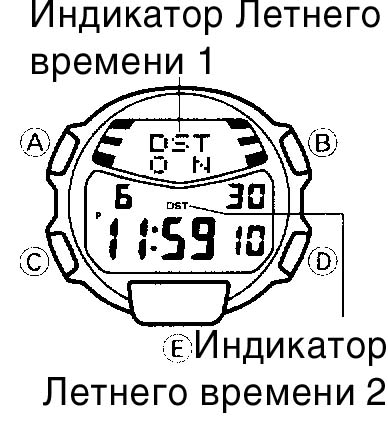 Индикатор Летнего
времени 1
A
B
DST
ON
6 30
DST
P 11:59 10
C
D
E Индикатор
Летнего времени 2